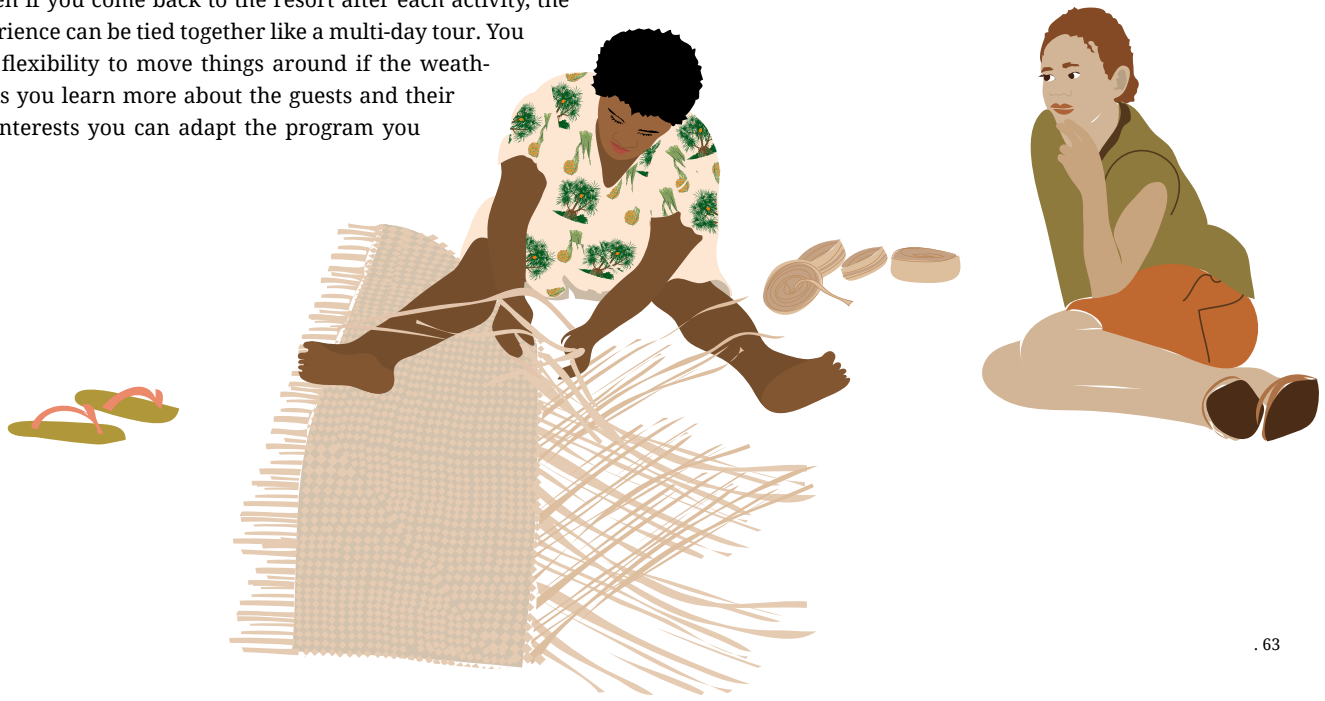 if you come back to the resort after each activity, the
rience can be tied together like a multi-day tour. You
flexibility to move things around if the weath-
s you learn more about the guests and their
nterests you can adapt the program you
. 63